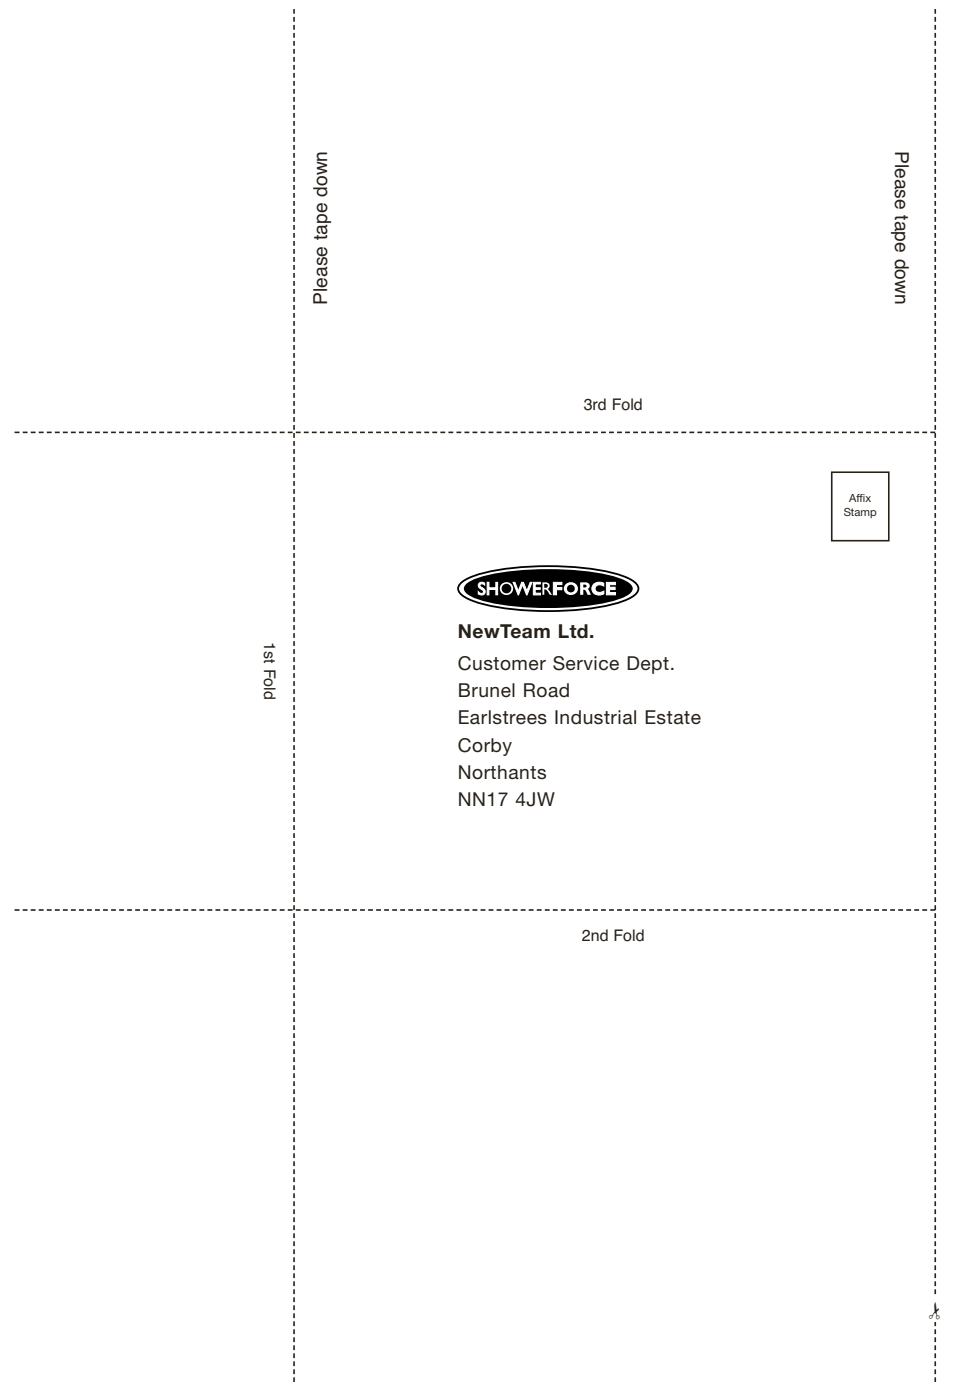 Please tape down
Please tape down
3rd Fold
Affix
Stamp
SHOWERFORCE
NewTeam Ltd.
Customer Service Dept.
1st Fold
Brunel Road
Earlstrees Industrial Estate
Corby
Northants
NN17 4JW
2nd Fold